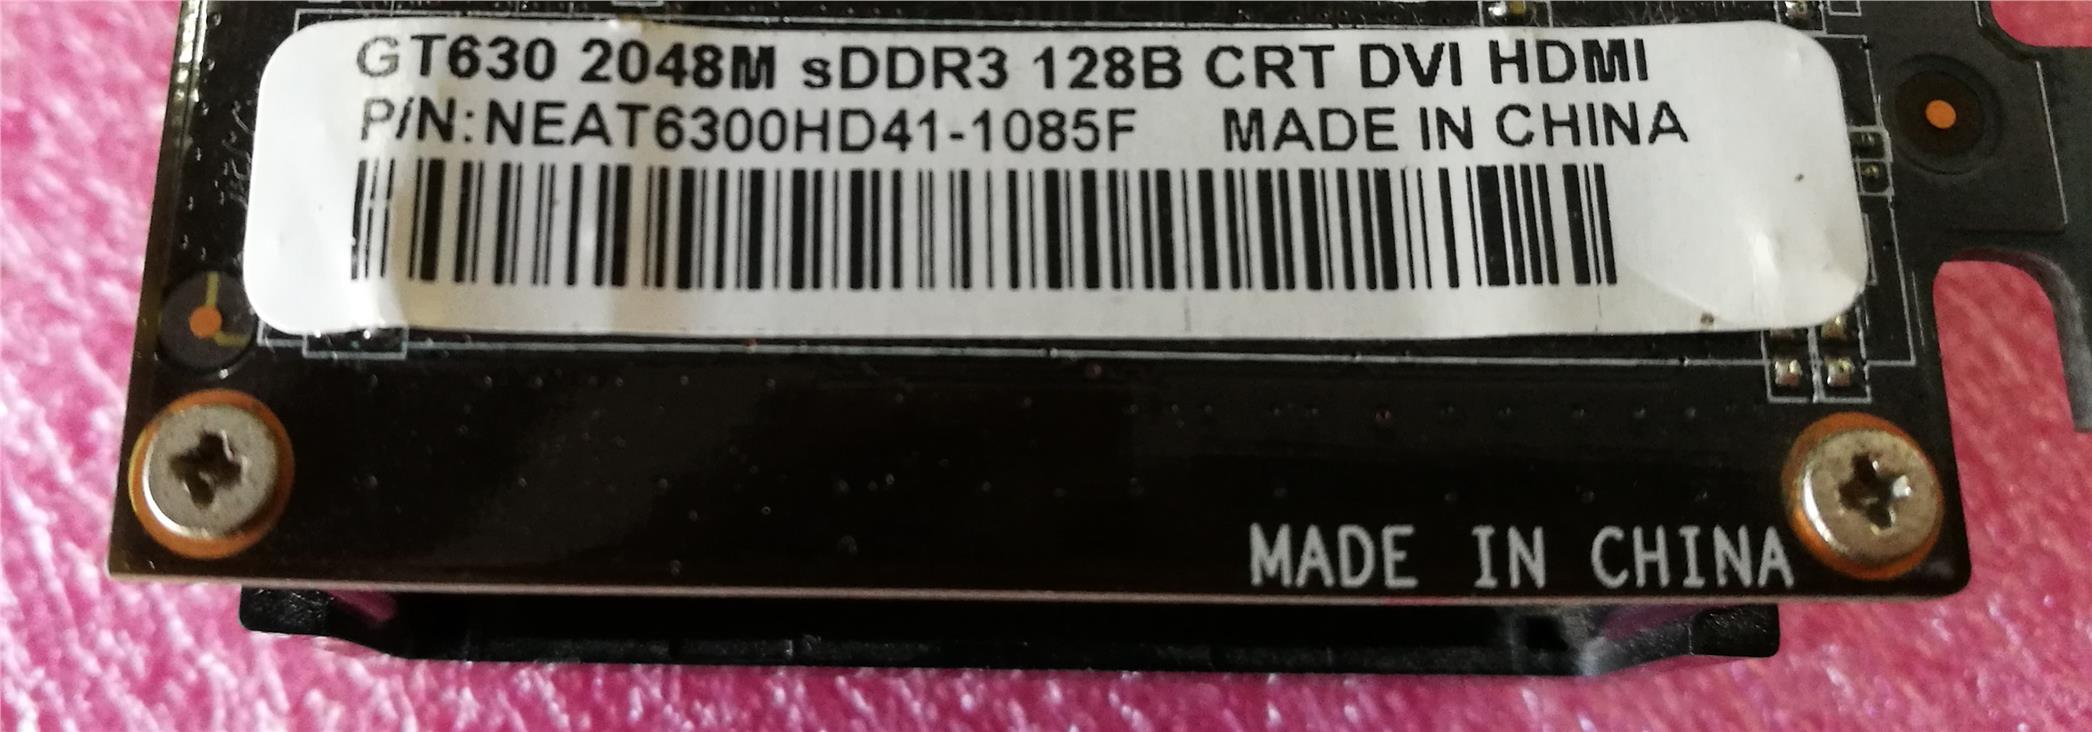 GT630 2048M sDDR3 128B CRT DVI HDMI
P/N:NEAT6300HD41-1085F MADE IN CHINA
MADE IN CHINA